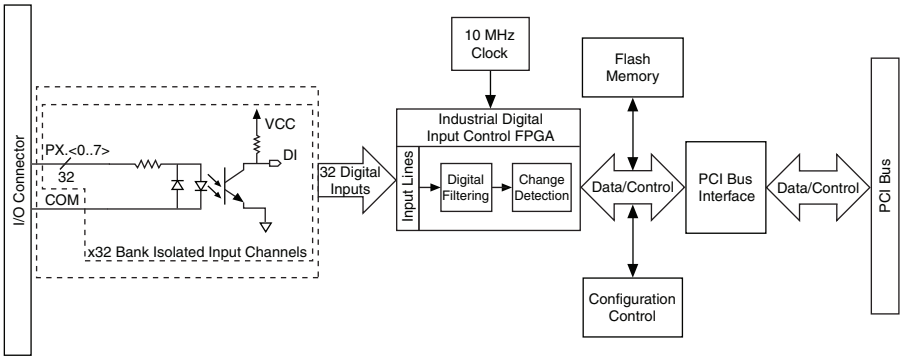 I/O Connector
PX.<0..7>
32
COM
VCC
DI
x32 Bank Isolated Input Channels
32 Digital
Inputs
10 MHz
Clock
Industrial Digital
Input Control FPGA
Input Lines
Digital
Filtering
Change
Detection
Flash
Memory
Data/Control
Configuration
Control
PCI Bus
Interface
Data/Control
PCI Bus